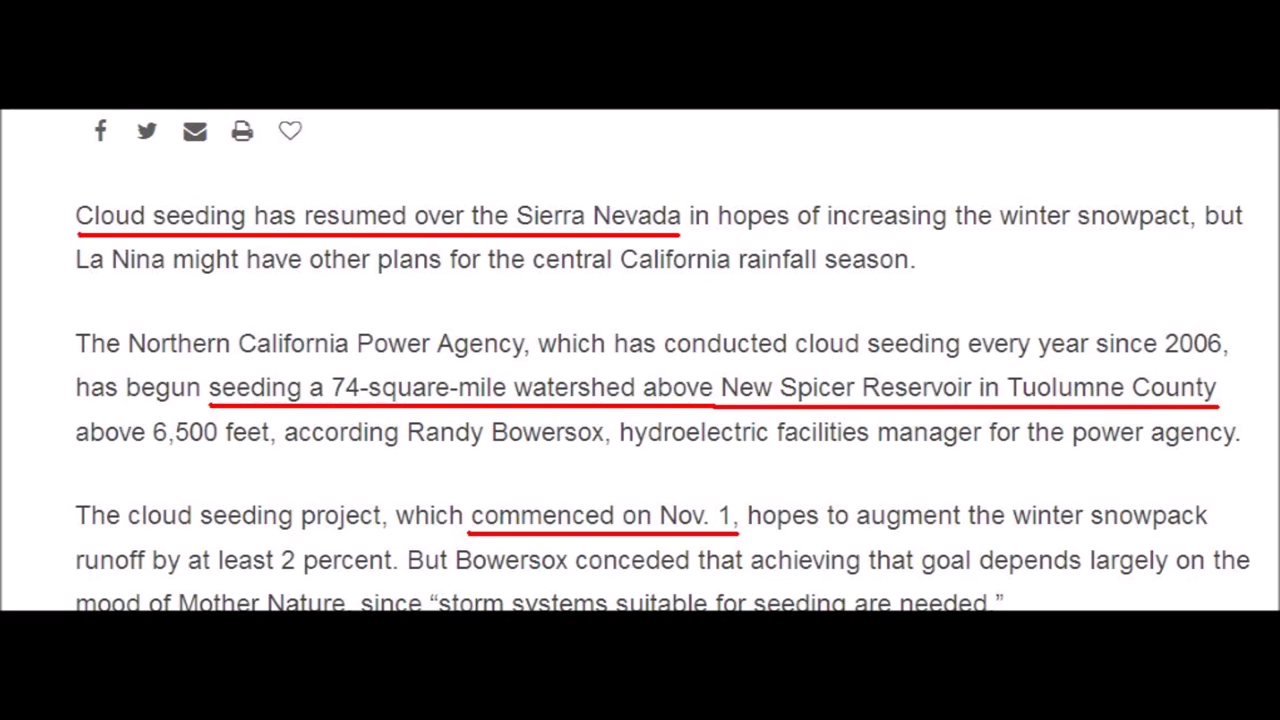 Cloud seeding has resumed over the Sierra Nevada in hopes of increasing the winter snowpact, but
La Nina might have other plans for the central California rainfall season.
The Northern California Power Agency, which has conducted cloud seeding every year since 2006,
has begun seeding a 74-square-mile watershed above New Spicer Reservoir in Tuolumne County
above 6,500 feet, according Randy Bowersox, hydroelectric facilities manager for the power agency.
The cloud seeding project, which commenced on Nov. 1, hopes to augment the winter snowpack
runoff by at least 2 percent. But Bowersox conceded that achieving that goal depends largely on the
mood of Mother Nature, since “storm systems suitable for seeding are needed.”